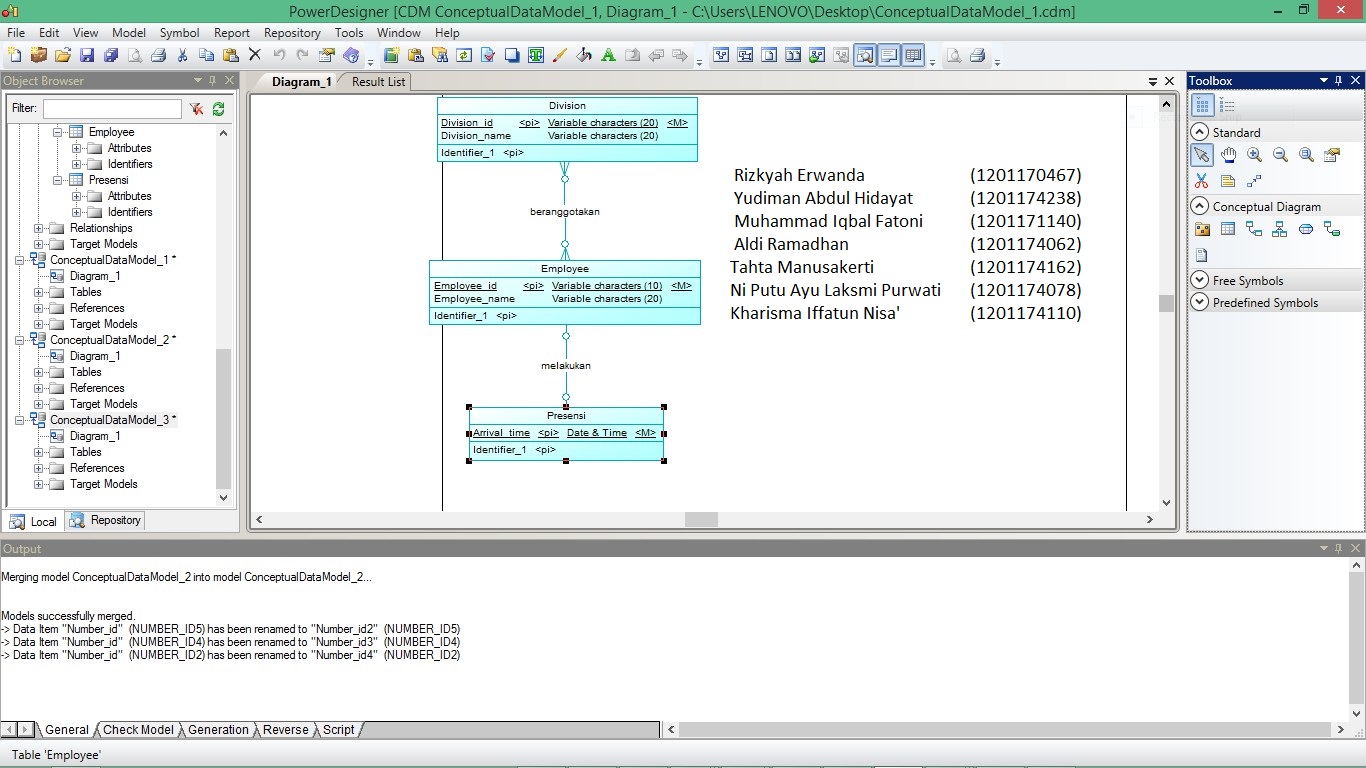 PowerDesigner [CDM ConceptualDataModel_1, Diagram_1 - C:\Users\LENOVO\Desktop\ConceptualDataModel_1.cdm]
File Edit View Model Symbol Report Repository Tools Window Help
Object Browser
Filter:
Employee
Attributes
Identifiers
Presensi
Attributes
Identifiers
Relationships
Target Models
ConceptualDataModel_1 *
Diagram_1
Tables
References
Target Models
ConceptualDataModel_2 *
Diagram_1
Tables
References
Target Models
ConceptualDataModel_3 *
Diagram_1
Tables
References
Target Models
Local Repository
Diagram_1 Result List
Division
Division_id <pi> Variable characters (20) <M>
Division_name Variable characters (20)
Identifier_1 <pi>
beranggotakan
Employee
Employee_id <pi> Variable characters (10) <M>
Employee_name Variable characters (20)
Identifier_1 <pi>
melakukan
Presensi
Arrival_time <pi> Date & Time <M>
Identifier_1 <pi>
Rizkyah Erwanda (1201170467)
Yudiman Abdul Hidayat (1201174238)
Muhammad Iqbal Fatoni (1201171140)
Aldi Ramadhan (1201174062)
Tahta Manusakerti (1201174162)
Ni Putu Ayu Laksmi Purwati (1201174078)
Kharisma Iffatun Nisa' (1201174110)
Toolbox
Standard
Conceptual Diagram
Free Symbols
Predefined Symbols
Output
Merging model ConceptualDataModel_2 into model ConceptualDataModel_2...
Models successfully merged.
-> Data Item "Number_id" (NUMBER_ID5) has been renamed to "Number_id2" (NUMBER_ID5)
-> Data Item "Number_id" (NUMBER_ID4) has been renamed to "Number_id3" (NUMBER_ID4)
-> Data Item "Number_id" (NUMBER_ID2) has been renamed to "Number_id4" (NUMBER_ID2)
General Check Model Generation Reverse Script
Table 'Employee'